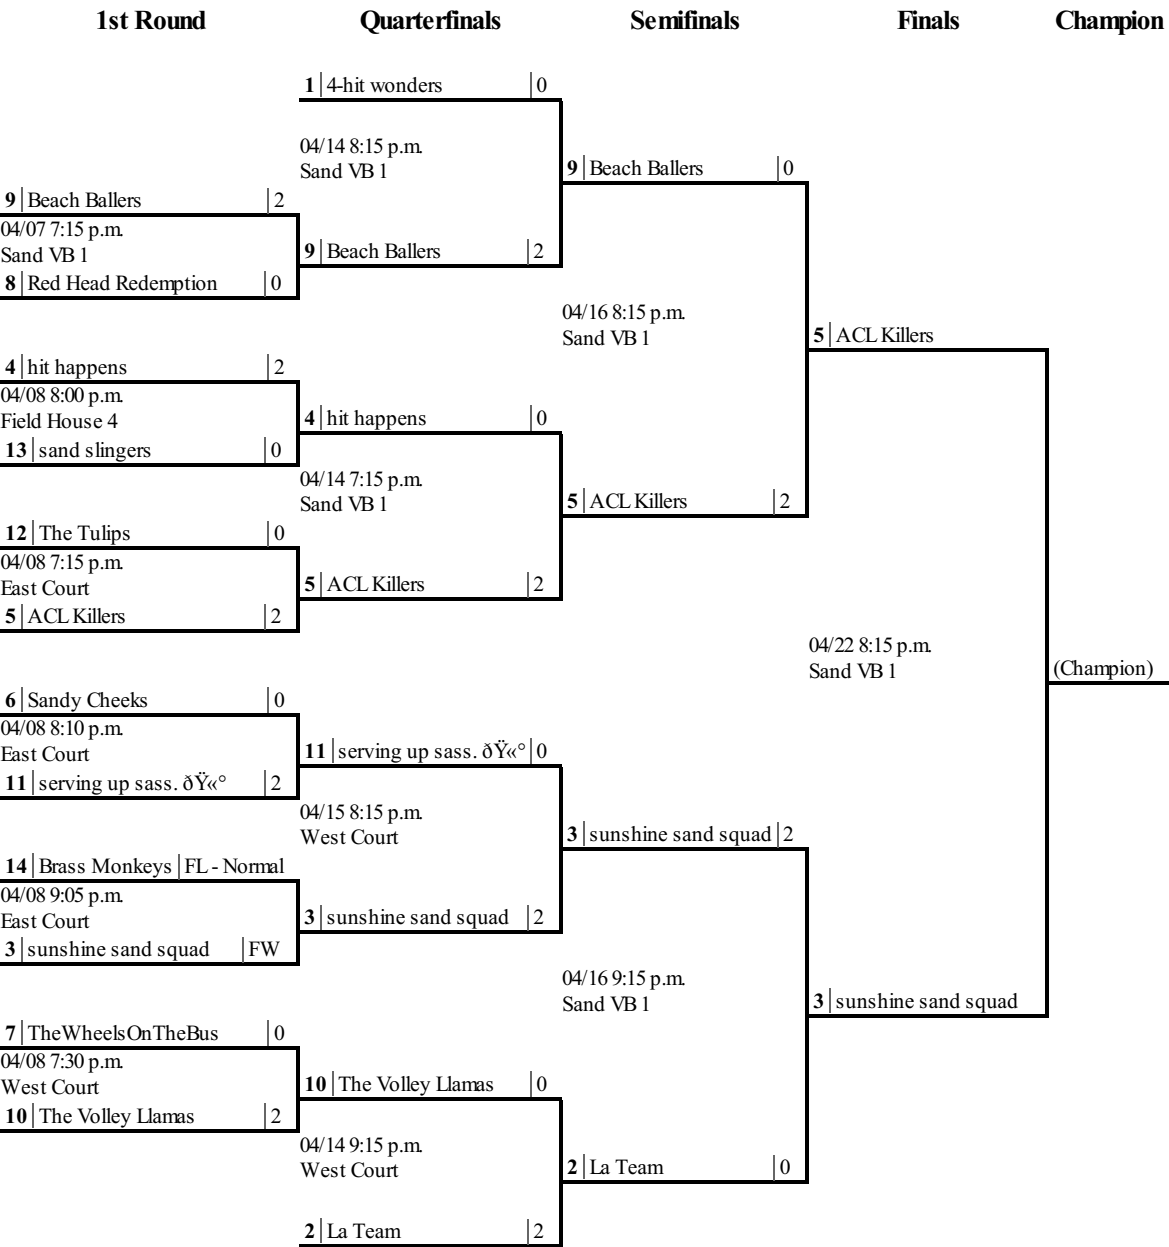 1st Round Quarterfinals Semifinals Finals Champion
1 4-hit wonders 0
04/14 8:15 p.m.
Sand VB 1
9 Beach Ballers 0
9 Beach Ballers 2
04/07 7:15 p.m.
Sand VB 1
9 Beach Ballers 2
8 Red Head Redemption 0
04/16 8:15 p.m.
Sand VB 1
5 ACL Killers
4 hit happens 2
04/08 8:00 p.m.
Field House 4
4 hit happens 0
13 sand slingers 0
04/14 7:15 p.m.
Sand VB 1
5 ACL Killers 2
12 The Tulips 0
04/08 7:15 p.m.
East Court
5 ACL Killers 2
5 ACL Killers 2
04/22 8:15 p.m.
Sand VB 1
(Champion)
6 Sandy Cheeks 0
04/08 8:10 p.m.
East Court
11 serving up sass. ðŸ«° 0
11 serving up sass. ðŸ«° 2
04/15 8:15 p.m.
West Court
3 sunshine sand squad 2
14 Brass Monkeys FL - Normal
04/08 9:05 p.m.
East Court
3 sunshine sand squad 2
3 sunshine sand squad FW
04/16 9:15 p.m.
Sand VB 1
3 sunshine sand squad
7 TheWheelsOnTheBus 0
04/08 7:30 p.m.
West Court
10 The Volley Llamas 0
10 The Volley Llamas 2
04/14 9:15 p.m.
West Court
2 La Team 0
2 La Team 2